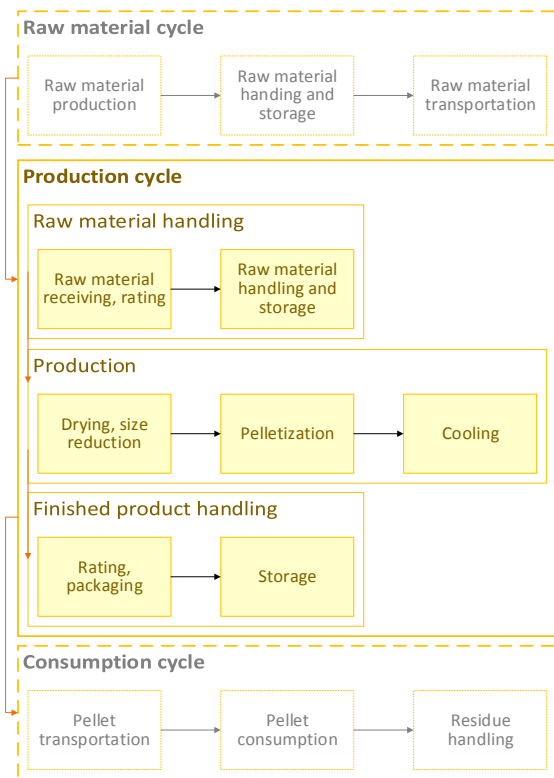 Raw material cycle
Raw material
production
Raw material
handing and
storage
Raw material
transportation
Production cycle
Raw material handling
Raw material
receiving, rating
Raw material
handling and
storage
Production
Drying, size
reduction
Pelletization
Cooling
Finished product handling
Rating,
packaging
Storage
Consumption cycle
Pellet
transportation
Pellet
consumption
Residue
handling